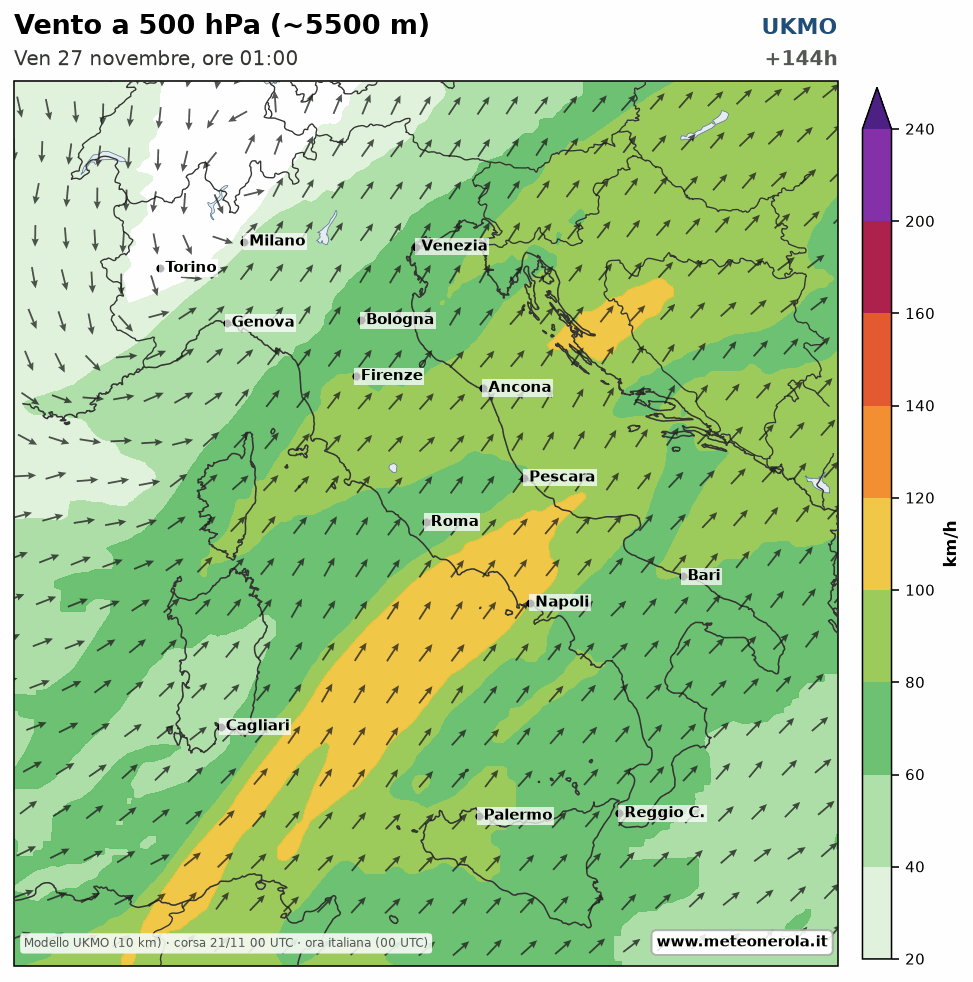 Vento a 500 hPa (~5500 m)
UKMO
Ven 27 novembre, ore 01:00
+144h
Milano
Venezia
Torino
Genova
Bologna
Firenze
Ancona
Pescara
Roma
Bari
Napoli
Cagliari
Palermo
Reggio C.
240
200
160
140
120
100
80
60
40
20
km/h
Modello UKMO (10 km) · corsa 21/11 00 UTC · ora italiana (00 UTC)
www.meteonerola.it